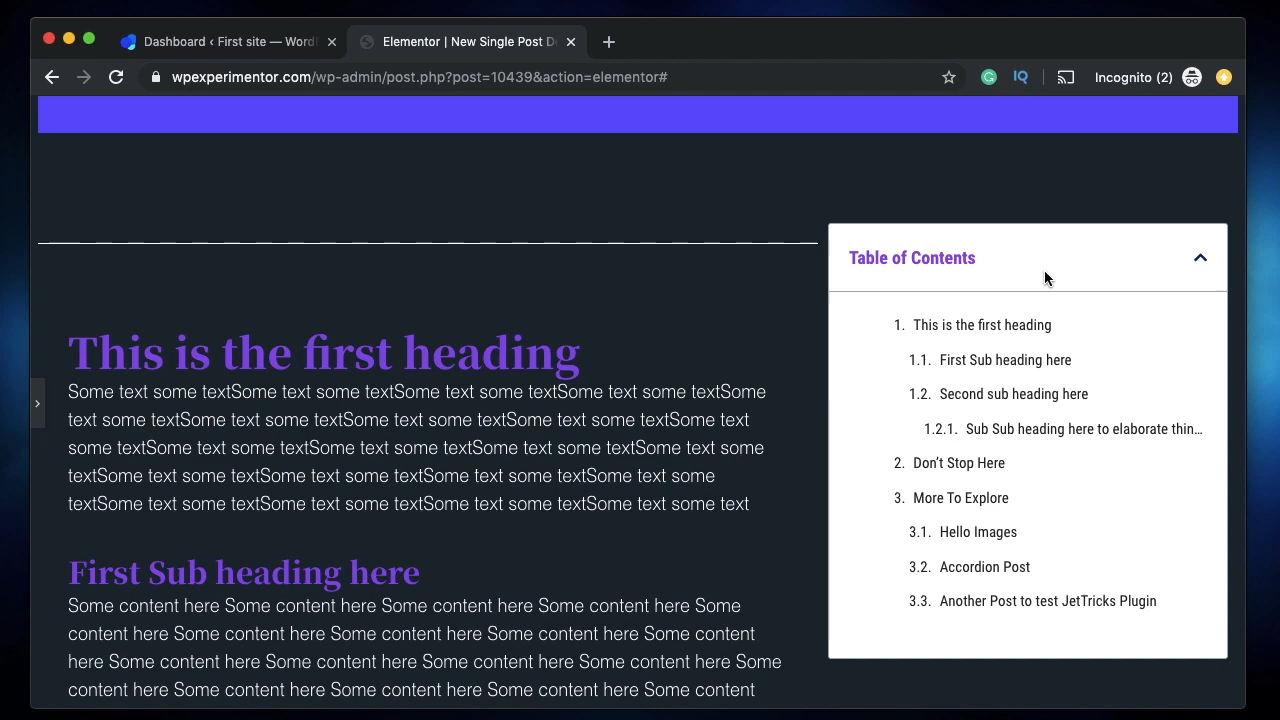 Dashboard ‹ First site — Word
Elementor | New Single Post D
wpexperimentor.com/wp-admin/post.php?post=10439&action=elementor#
IQ
Incognito (2)
Table of Contents
1. This is the first heading
1.1. First Sub heading here
1.2. Second sub heading here
1.2.1. Sub Sub heading here to elaborate thin...
2. Don't Stop Here
3. More To Explore
3.1. Hello Images
3.2. Accordion Post
3.3. Another Post to test JetTricks Plugin
This is the first heading
Some text some textSome text some textSome text some textSome text some textSome
text some textSome text some textSome text some textSome text some textSome text
some textSome text some textSome text some textSome text some textSome text some
textSome text some textSome text some textSome text some textSome text some
textSome text some textSome text some textSome text some textSome text some text
First Sub heading here
Some content here Some content here Some content here Some content here Some
content here Some content here Some content here Some content here Some content
here Some content here Some content here Some content here Some content here Some
content here Some content here Some content here Some content here Some content